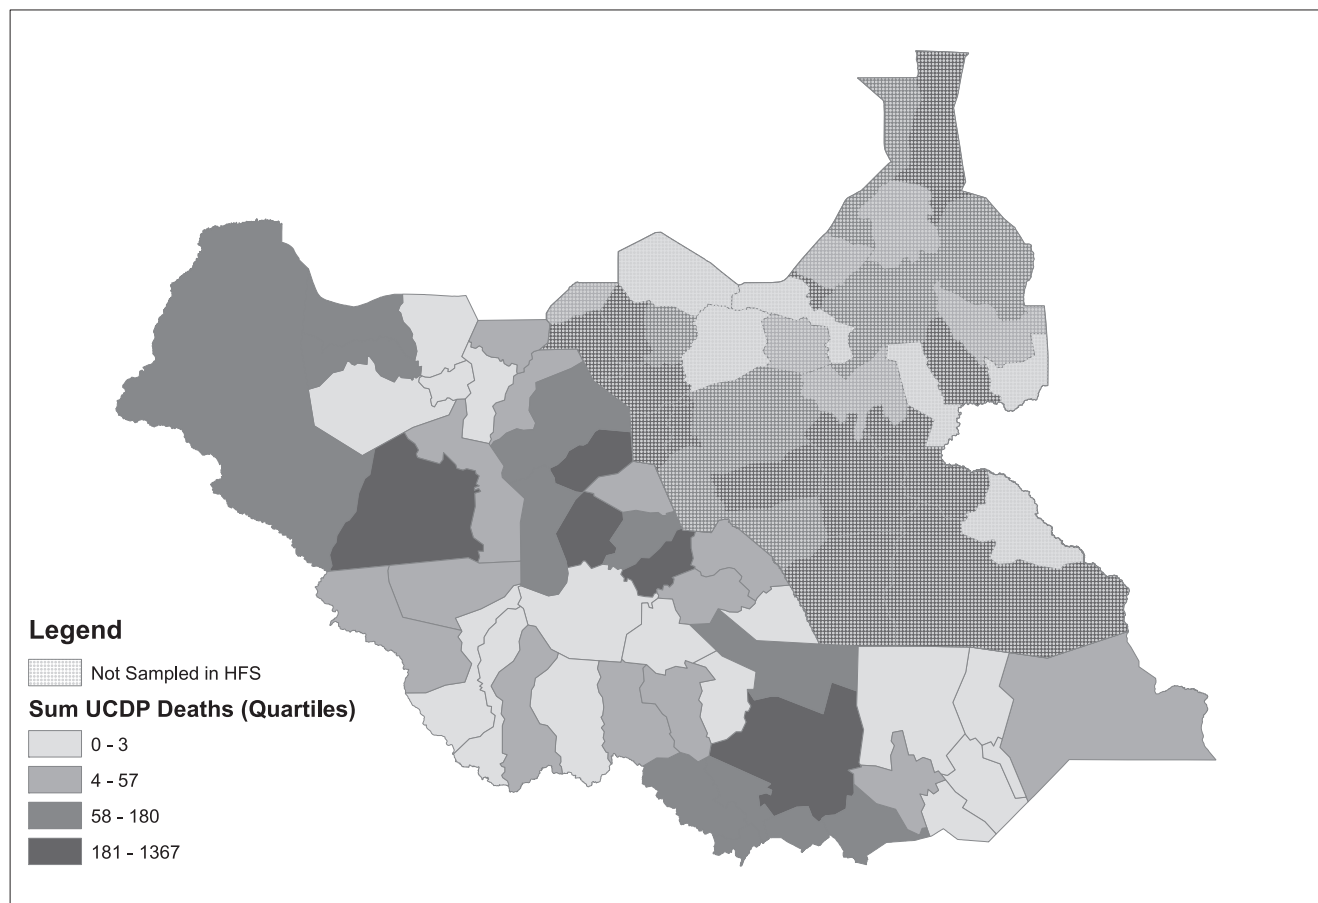 Legend
Not Sampled in HFS
Sum UCDP Deaths (Quartiles)
0 - 3
4 - 57
58 - 180
181 - 1367